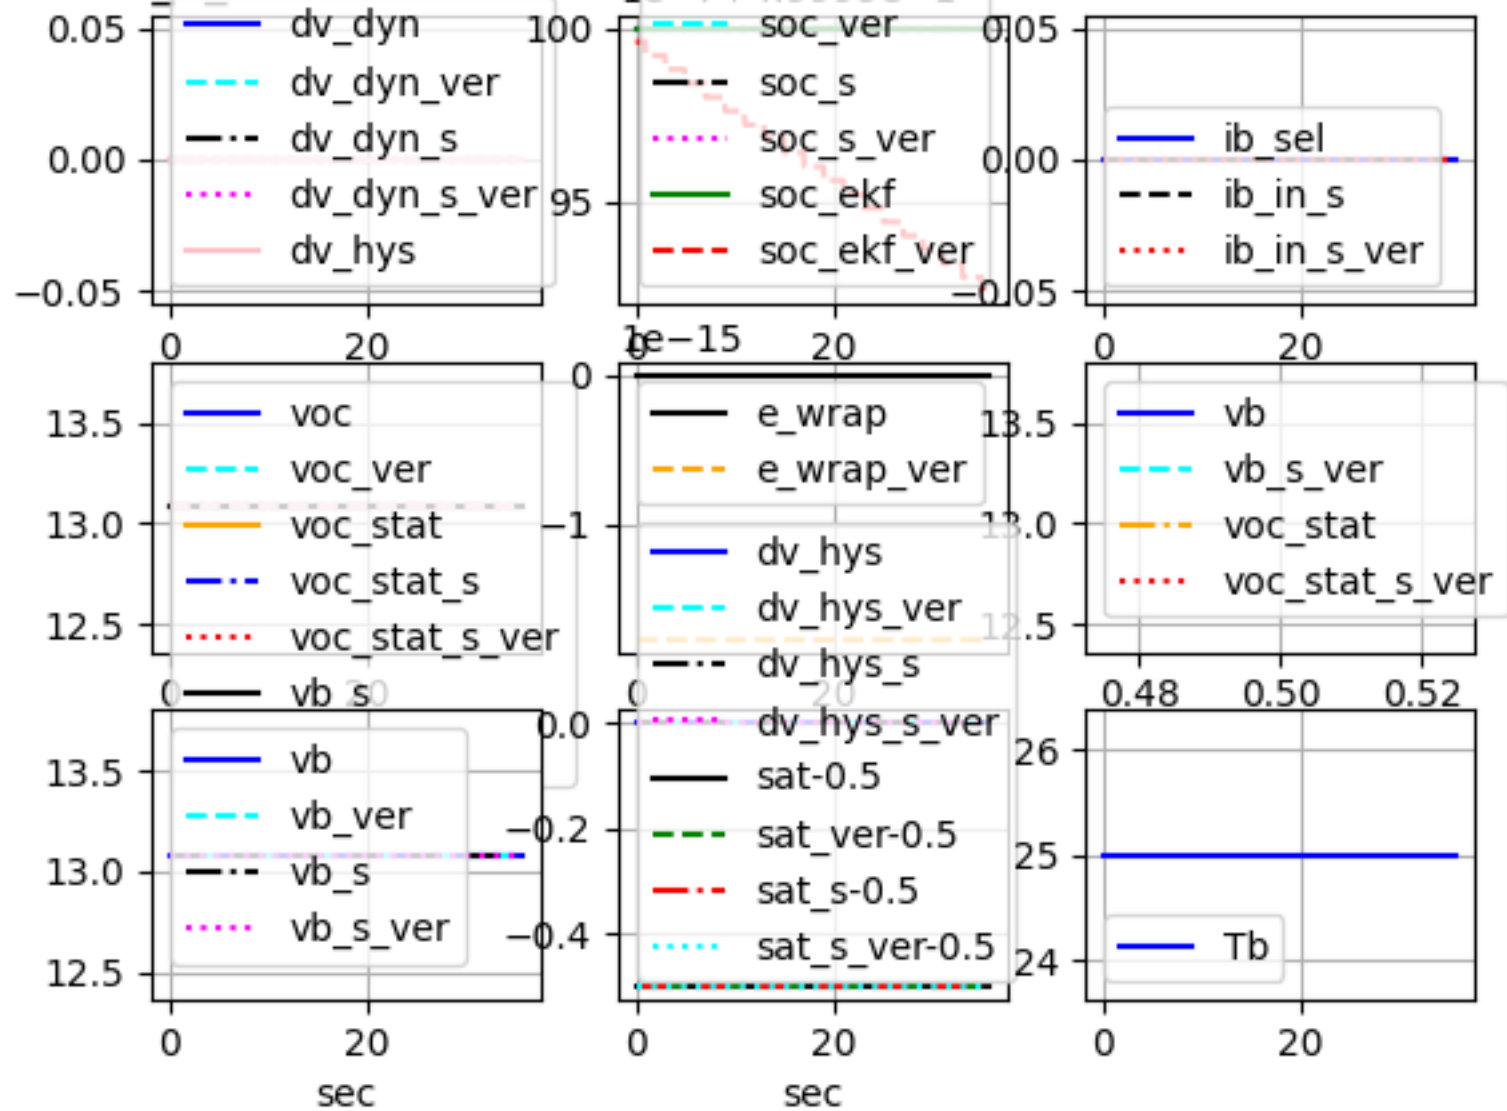 0.05
0.00
−0.05
dv_dyn
dv_dyn_ver
dv_dyn_s
dv_dyn_s_ver
dv_hys
0
20
100
95
soc_ver
soc_s
soc_s_ver
soc_ekf
soc_ekf_ver
0
20
0.05
0.00
−0.05
ib_sel
ib_in_s
ib_in_s_ver
0
20
13.5
13.0
12.5
voc
voc_ver
voc_stat
voc_stat_s
voc_stat_s_ver
vb_s
0
20
1e−15
0
−1
e_wrap
e_wrap_ver
0
20
13.5
13.0
12.5
vb
vb_s_ver
voc_stat
voc_stat_s_ver
0.48
0.50
0.52
13.5
13.0
12.5
vb
vb_ver
vb_s
vb_s_ver
0
20
sec
0.0
−0.2
−0.4
dv_hys
dv_hys_ver
dv_hys_s
dv_hys_s_ver
sat-0.5
sat_ver-0.5
sat_s-0.5
sat_s_ver-0.5
0
20
sec
26
25
24
Tb
0
20